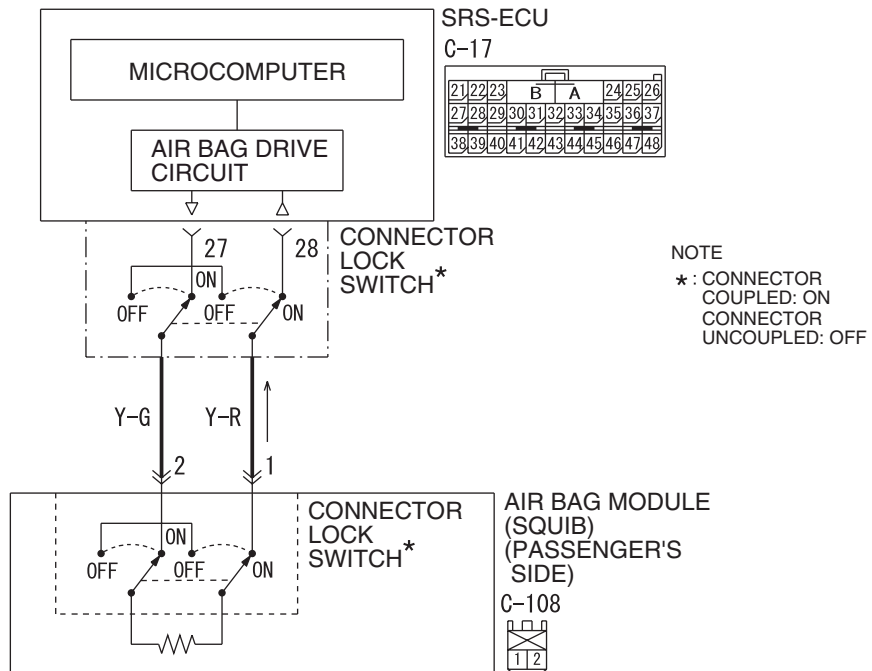 SRS-ECU
C-17
MICROCOMPUTER
AIR BAG DRIVE
CIRCUIT
21 22 23 B A 24 25 26
27 28 29 30 31 32 33 34 35 36 37
38 39 40 41 42 43 44 45 46 47 48
27 28
CONNECTOR
LOCK
SWITCH*
OFF ON OFF ON
NOTE
*: CONNECTOR
COUPLED: ON
CONNECTOR
UNCOUPLED: OFF
Y-G Y-R
2 1
CONNECTOR
LOCK
SWITCH*
OFF ON OFF ON
AIR BAG MODULE
(SQUIB)
(PASSENGER'S
SIDE)
C-108
1 2